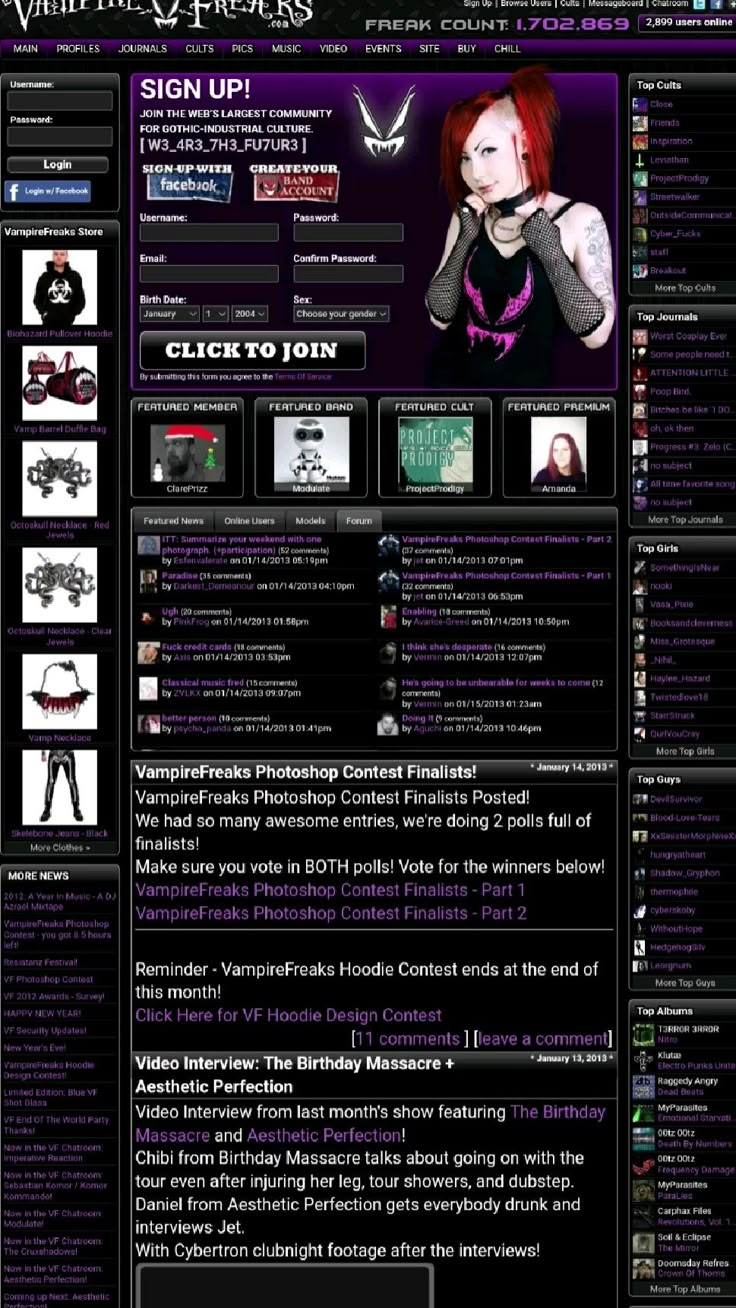 VAMPIRE FREAKS
.com
Sign Up | Browse Users | Cults | Messageboard | Chatroom
FREAK COUNT: 1,702,869
2,899 users online
MAIN PROFILES JOURNALS CULTS PICS MUSIC VIDEO EVENTS SITE BUY CHILL
Username:
Password:
Login
Login w/ Facebook
VampireFreaks Store
Biohazard Pullover Hoodie
Vamp Barrel Duffle Bag
Octoskull Necklace - Red
Jewels
Octoskull Necklace - Clear
Jewels
Vamp Necklace
Skelebone Jeans - Black
More Clothes »
MORE NEWS
2012: A Year In Music - A DJ
Azrael Mixtape
VampireFreaks Photoshop
Contest - you got 8.5 hours
left!
Resistanz Festival!
VF Photoshop Contest
VF 2012 Awards - Survey!
HAPPY NEW YEAR!
VF Security Updates!
New Year's Eve!
VampireFreaks Hoodie
Design Contest!
Limited Edition: Blue VF
Shot Glass
VF End Of The World Party
Thanks!
Now in the VF Chatroom:
Imperative Reaction
Now in the VF Chatroom:
Sebastian Komor / Komor
Kommando!
Now in the VF Chatroom:
Modulate!
Now in the VF Chatroom:
The Cruxshadows!
Now in the VF Chatroom:
Aesthetic Perfection!
Coming up Next: Aesthetic
Perfection!
SIGN UP!
JOIN THE WEB'S LARGEST COMMUNITY
FOR GOTHIC-INDUSTRIAL CULTURE.
[ W3_4R3_7H3_FU7UR3 ]
SIGN-UP WITH
facebook
CREATE YOUR
BAND
ACCOUNT
Username: Password:
Email: Confirm Password:
Birth Date: Sex:
January 1 2004 Choose your gender
CLICK TO JOIN
By submitting this form you agree to the Terms Of Service
FEATURED MEMBER
ClarePrizz
FEATURED BAND
Modulate
FEATURED CULT
PROJECT
PRODIGY
ProjectProdigy
FEATURED PREMIUM
Amanda
Featured News Online Users Models Forum
ITT: Summarize your weekend with one
photograph. (+participation) (52 comments)
by Esfenvalerate on 01/14/2013 05:19pm
Paradise (35 comments)
by Darkest_Demeanour on 01/14/2013 04:10pm
Ugh (20 comments)
by PinkFrog on 01/14/2013 01:58pm
Fuck credit cards (18 comments)
by Axis on 01/14/2013 03:53pm
Classical music fred (15 comments)
by ZVLKX on 01/14/2013 09:07pm
better person (10 comments)
by psycha_panda on 01/14/2013 01:41pm
VampireFreaks Photoshop Contest Finalists - Part 2
(37 comments)
by jet on 01/14/2013 07:01pm
VampireFreaks Photoshop Contest Finalists - Part 1
(32 comments)
by jet on 01/14/2013 06:53pm
Enabling (18 comments)
by Avarice-Greed on 01/14/2013 10:50pm
I think she's desperate (16 comments)
by Vermin on 01/14/2013 12:07pm
He's going to be unbearable for weeks to come (12
comments)
by Vermin on 01/15/2013 01:23am
Doing it (9 comments)
by Aguchi on 01/14/2013 10:46pm
VampireFreaks Photoshop Contest Finalists!
* January 14, 2013 *
VampireFreaks Photoshop Contest Finalists Posted!
We had so many awesome entries, we're doing 2 polls full of
finalists!
Make sure you vote in BOTH polls! Vote for the winners below!
VampireFreaks Photoshop Contest Finalists - Part 1
VampireFreaks Photoshop Contest Finalists - Part 2
Reminder - VampireFreaks Hoodie Contest ends at the end of
this month!
Click Here for VF Hoodie Design Contest
[11 comments ] [leave a comment]
Video Interview: The Birthday Massacre +
Aesthetic Perfection
* January 13, 2013 *
Video Interview from last month's show featuring The Birthday
Massacre and Aesthetic Perfection!
Chibi from Birthday Massacre talks about going on with the
tour even after injuring her leg, tour showers, and dubstep.
Daniel from Aesthetic Perfection gets everybody drunk and
interviews Jet.
With Cybertron clubnight footage after the interviews!
Top Cults
Close
Friends
Inspiration
Leviathan
ProjectProdigy
Streetwalker
OutsideCommunicat..
Cyber_Fucks
staff
Breakout
More Top Cults
Top Journals
Worst Cosplay Ever
Some people need t..
ATTENTION LITTLE ..
Poop Bird.
Bitches be like 'I DO..
oh, ok then
Progress #3: Zelo (C..
no subject
All time favorite song
no subject
More Top Journals
Top Girls
SomethingIsNear
nooki
Vaaa_Pixie
Booksandcleverness
Miss_Grotesque
_Nihil_
Haylee_Hazard
Twistedlove18
StarrStruck
QurlYouCray
More Top Girls
Top Guys
DevilSurvivor
Blood-Love-Tears
XxSinisterMorphineX
hungryatheart
Shadow_Gryphon
thermophile
cyberskoby
WithoutHope
HedgehogSilv
Leorgnum
More Top Guys
Top Albums
T3RR0R 3RR0R
Nitro
Kiutæ
Electro Punks Unite
Raggedy Angry
Dead Beats
MyParasites
Emotional Starvati..
00tz 00tz
Death By Numbers
00tz 00tz
Frequency Damage
MyParasites
ParaLies
Carphax Files
Revolutions, Vol. 1..
Soil & Eclipse
The Mirror
Doomsday Refres..
Crown Of Thorns
More Top Albums